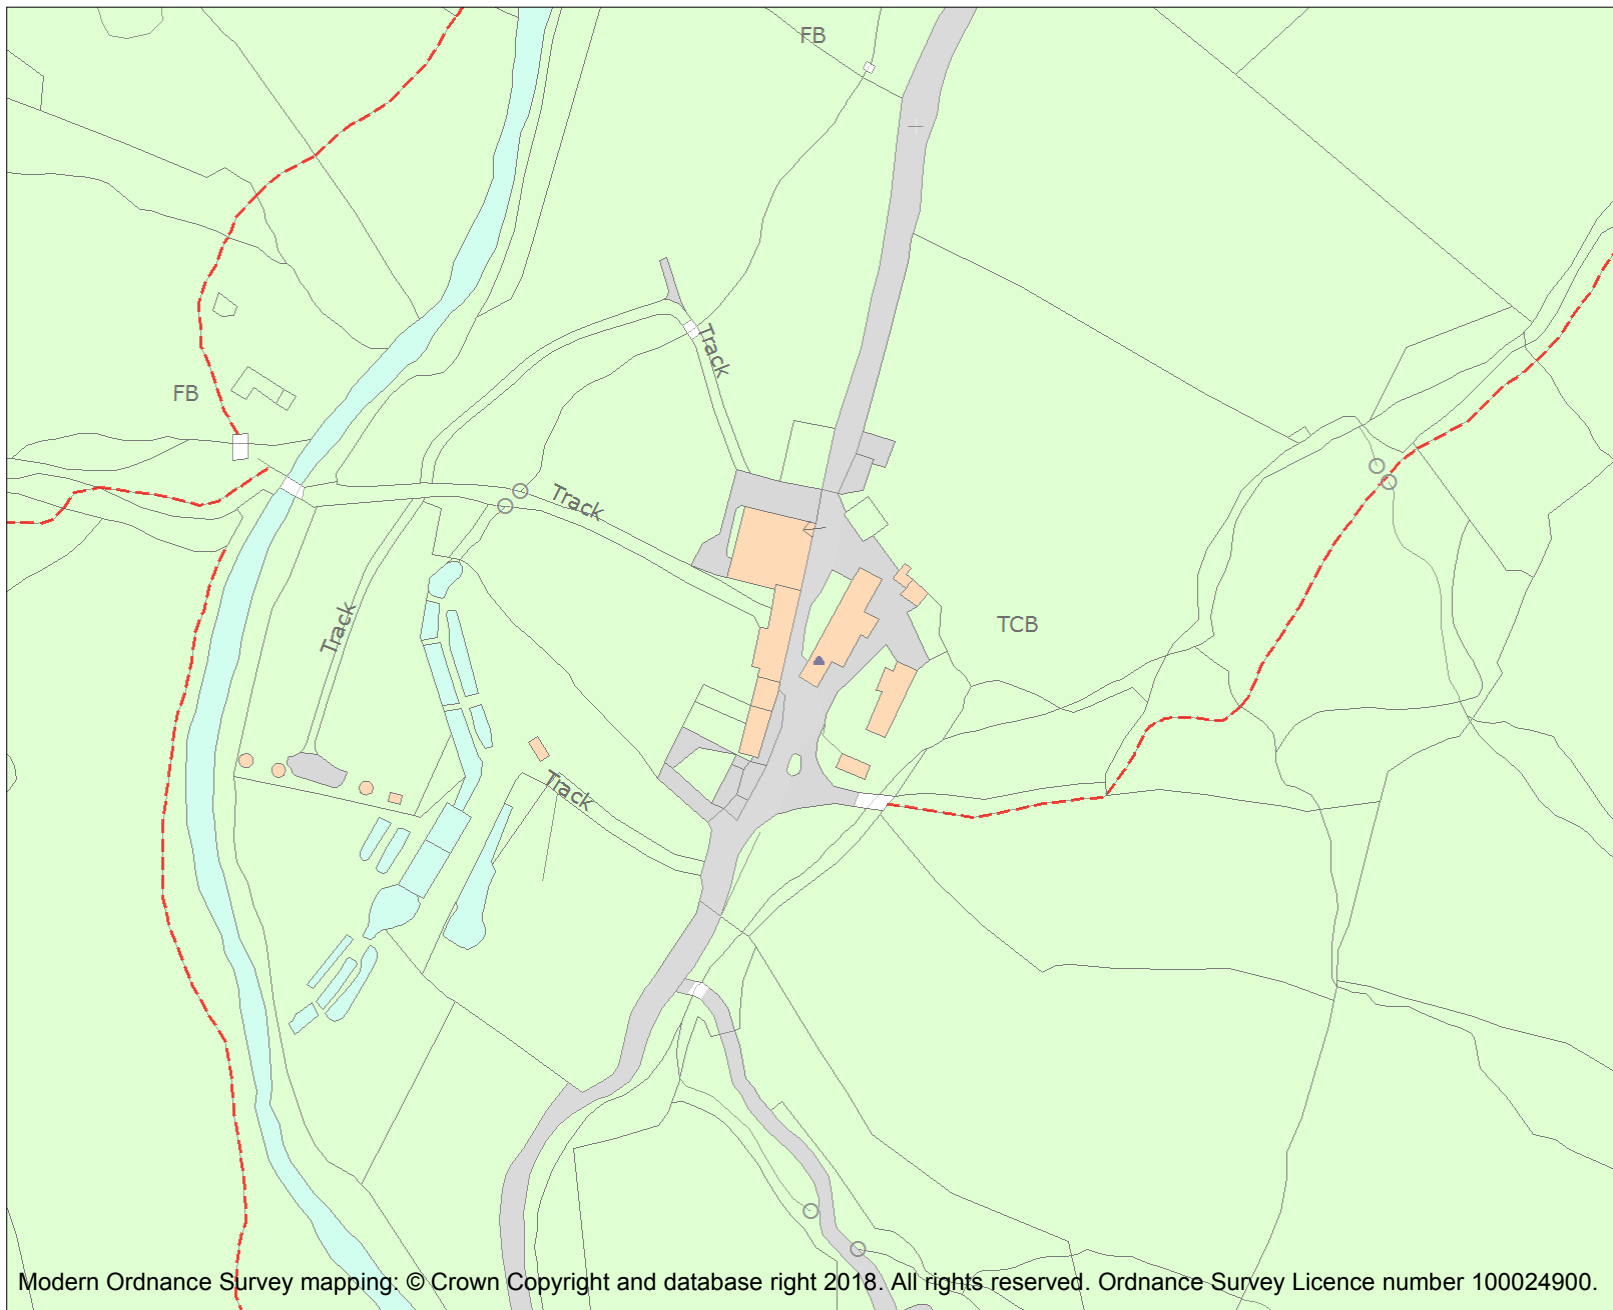 FB
Track
FB
Track
Track
TCB
Track
Modern Ordnance Survey mapping: © Crown Copyright and database right 2018. All rights reserved. Ordnance Survey Licence number 100024900.